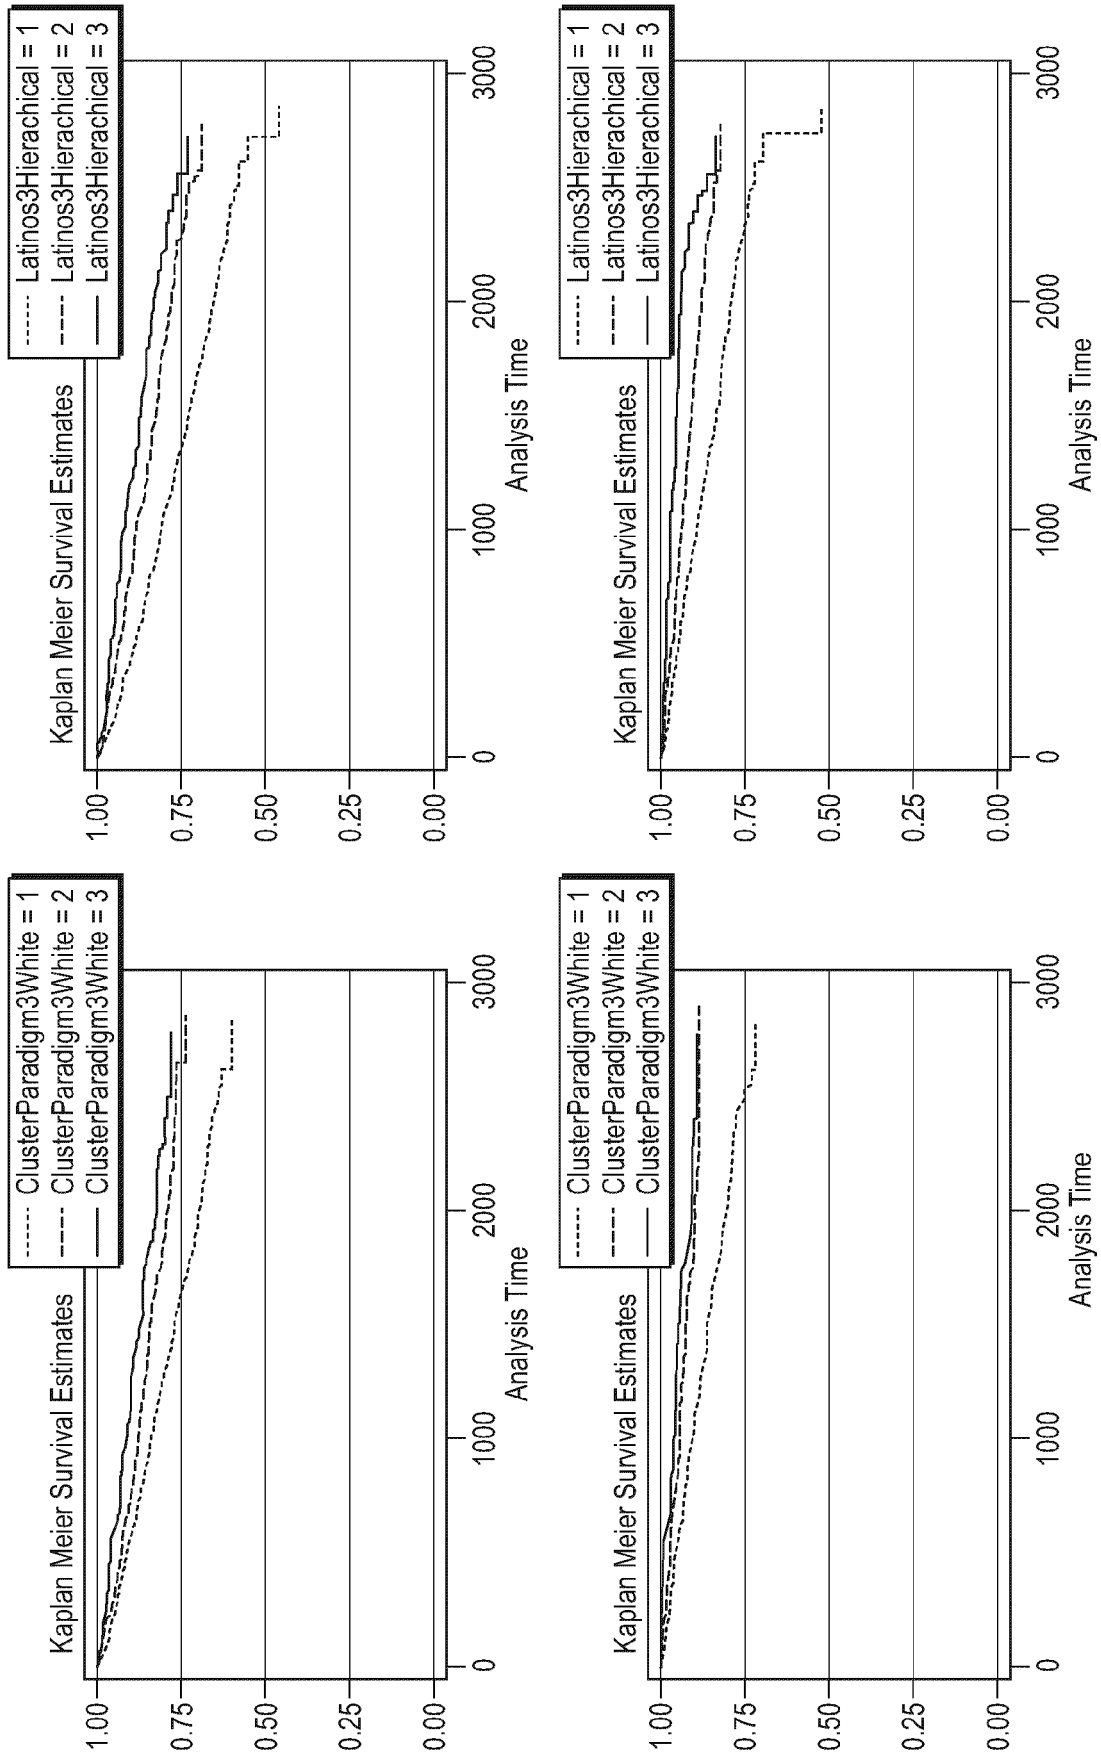 Kaplan Meier Survival Estimates
ClusterParadigm3White = 1
ClusterParadigm3White = 2
ClusterParadigm3White = 3
1.00
0.75
0.50
0.25
0.00
0
1000
2000
3000
Analysis Time
Kaplan Meier Survival Estimates
Latinos3Hierachical = 1
Latinos3Hierachical = 2
Latinos3Hierachical = 3
1.00
0.75
0.50
0.25
0.00
0
1000
2000
3000
Analysis Time
Kaplan Meier Survival Estimates
ClusterParadigm3White = 1
ClusterParadigm3White = 2
ClusterParadigm3White = 3
1.00
0.75
0.50
0.25
0.00
0
1000
2000
3000
Analysis Time
Kaplan Meier Survival Estimates
Latinos3Hierachical = 1
Latinos3Hierachical = 2
Latinos3Hierachical = 3
1.00
0.75
0.50
0.25
0.00
0
1000
2000
3000
Analysis Time